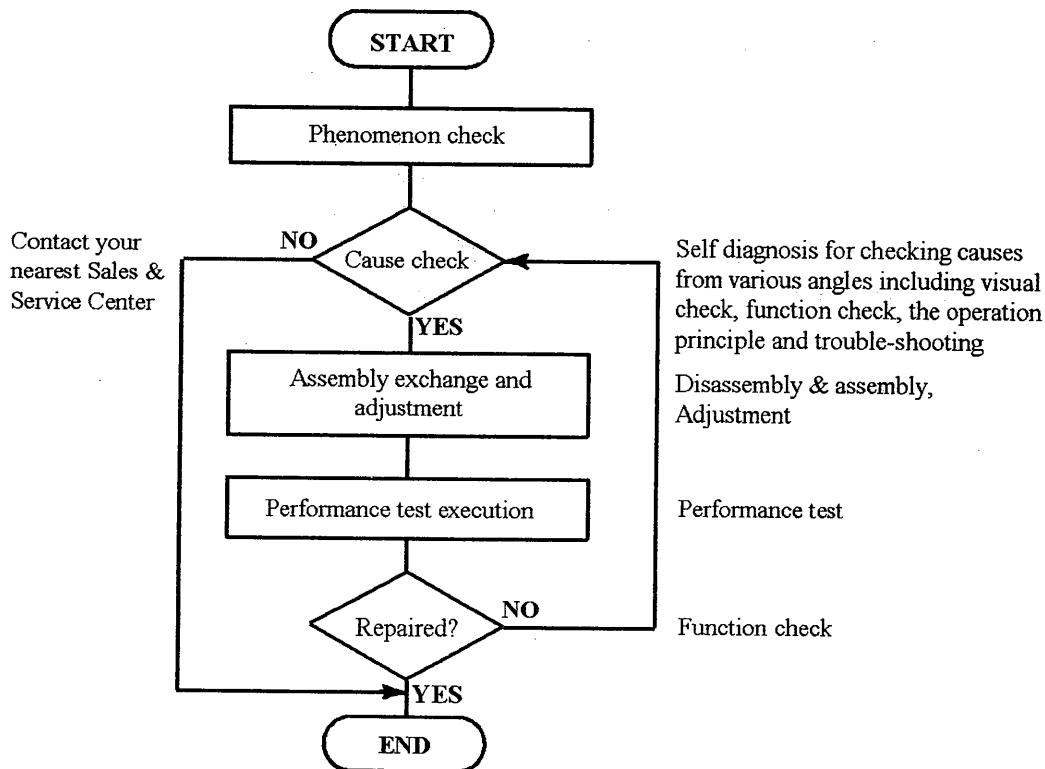 START
Phenomenon check
Contact your
nearest Sales &
Service Center
NO
Cause check
Self diagnosis for checking causes
from various angles including visual
check, function check, the operation
principle and trouble-shooting
YES
Assembly exchange and
adjustment
Disassembly & assembly,
Adjustment
Performance test execution
Performance test
Repaired?
NO
Function check
YES
END